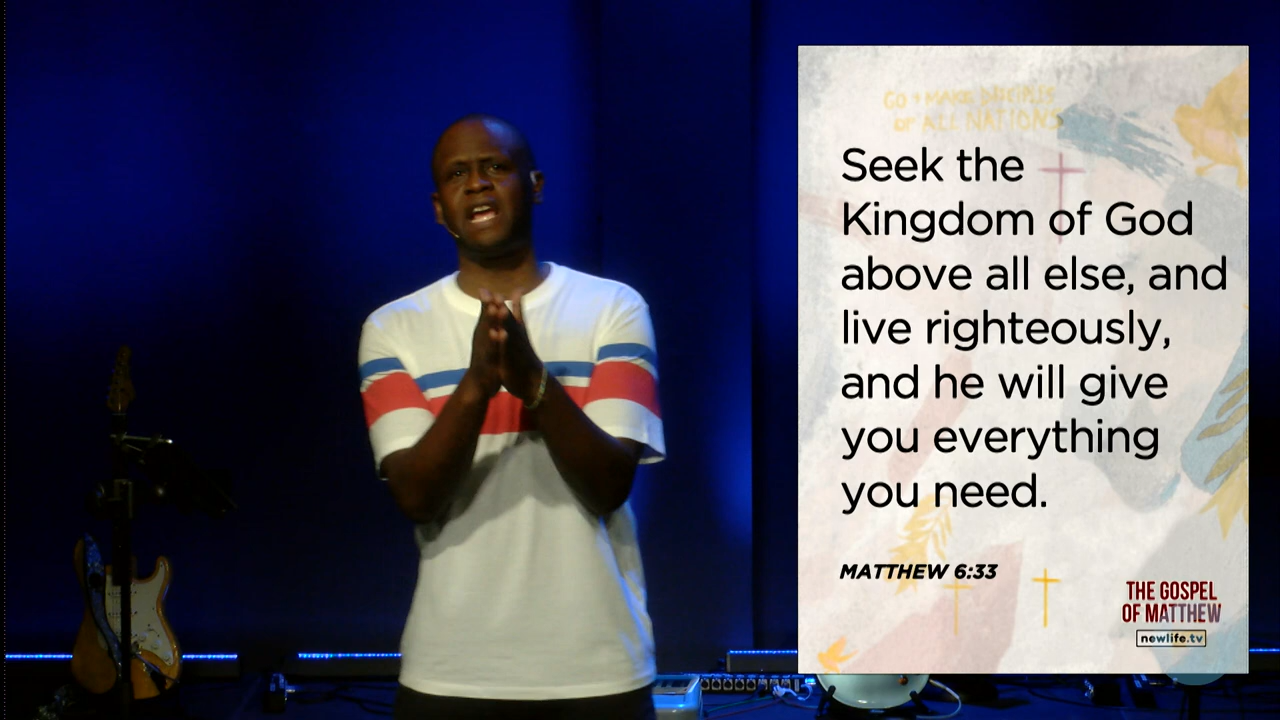 GO + MAKE DISCIPLES
OF ALL NATIONS
Seek the
Kingdom of God
above all else, and
live righteously,
and he will give
you everything
you need.
MATTHEW 6:33
THE GOSPEL
OF MATTHEW
newlife.tv